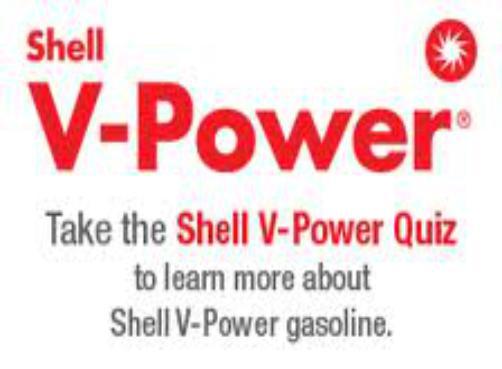 Shell
V-Power®
Take the Shell V-Power Quiz
to learn more about
Shell V-Power gasoline.